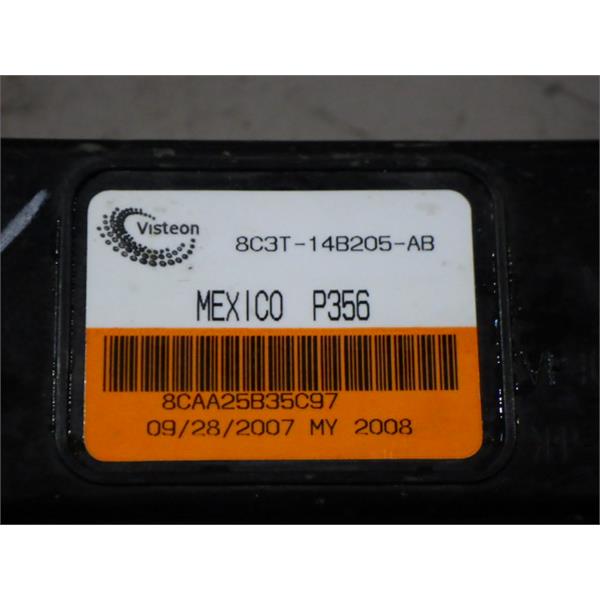 Visteon
8C3T-14B205-AB
MEXICO P356
8CAA25B35C97
09/28/2007 MY 2008